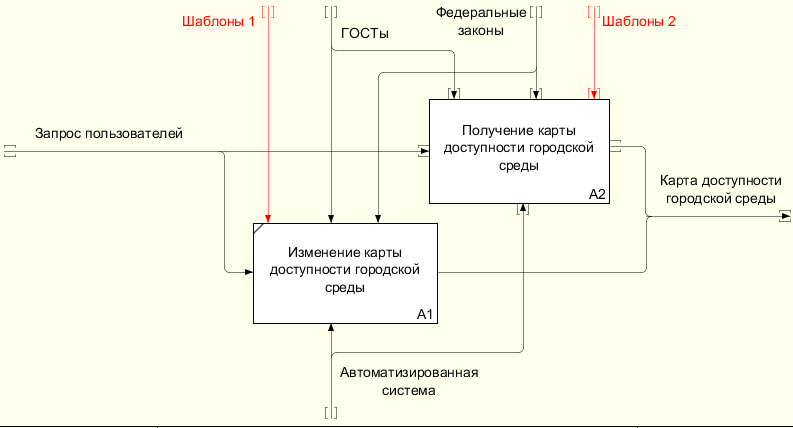 Шаблоны 1
ГОСТы
Федеральные
законы
Шаблоны 2
Запрос пользователей
Получение карты
доступности городской
среды
A2
Карта доступности
городской среды
Изменение карты
доступности городской
среды
A1
Автоматизированная
система